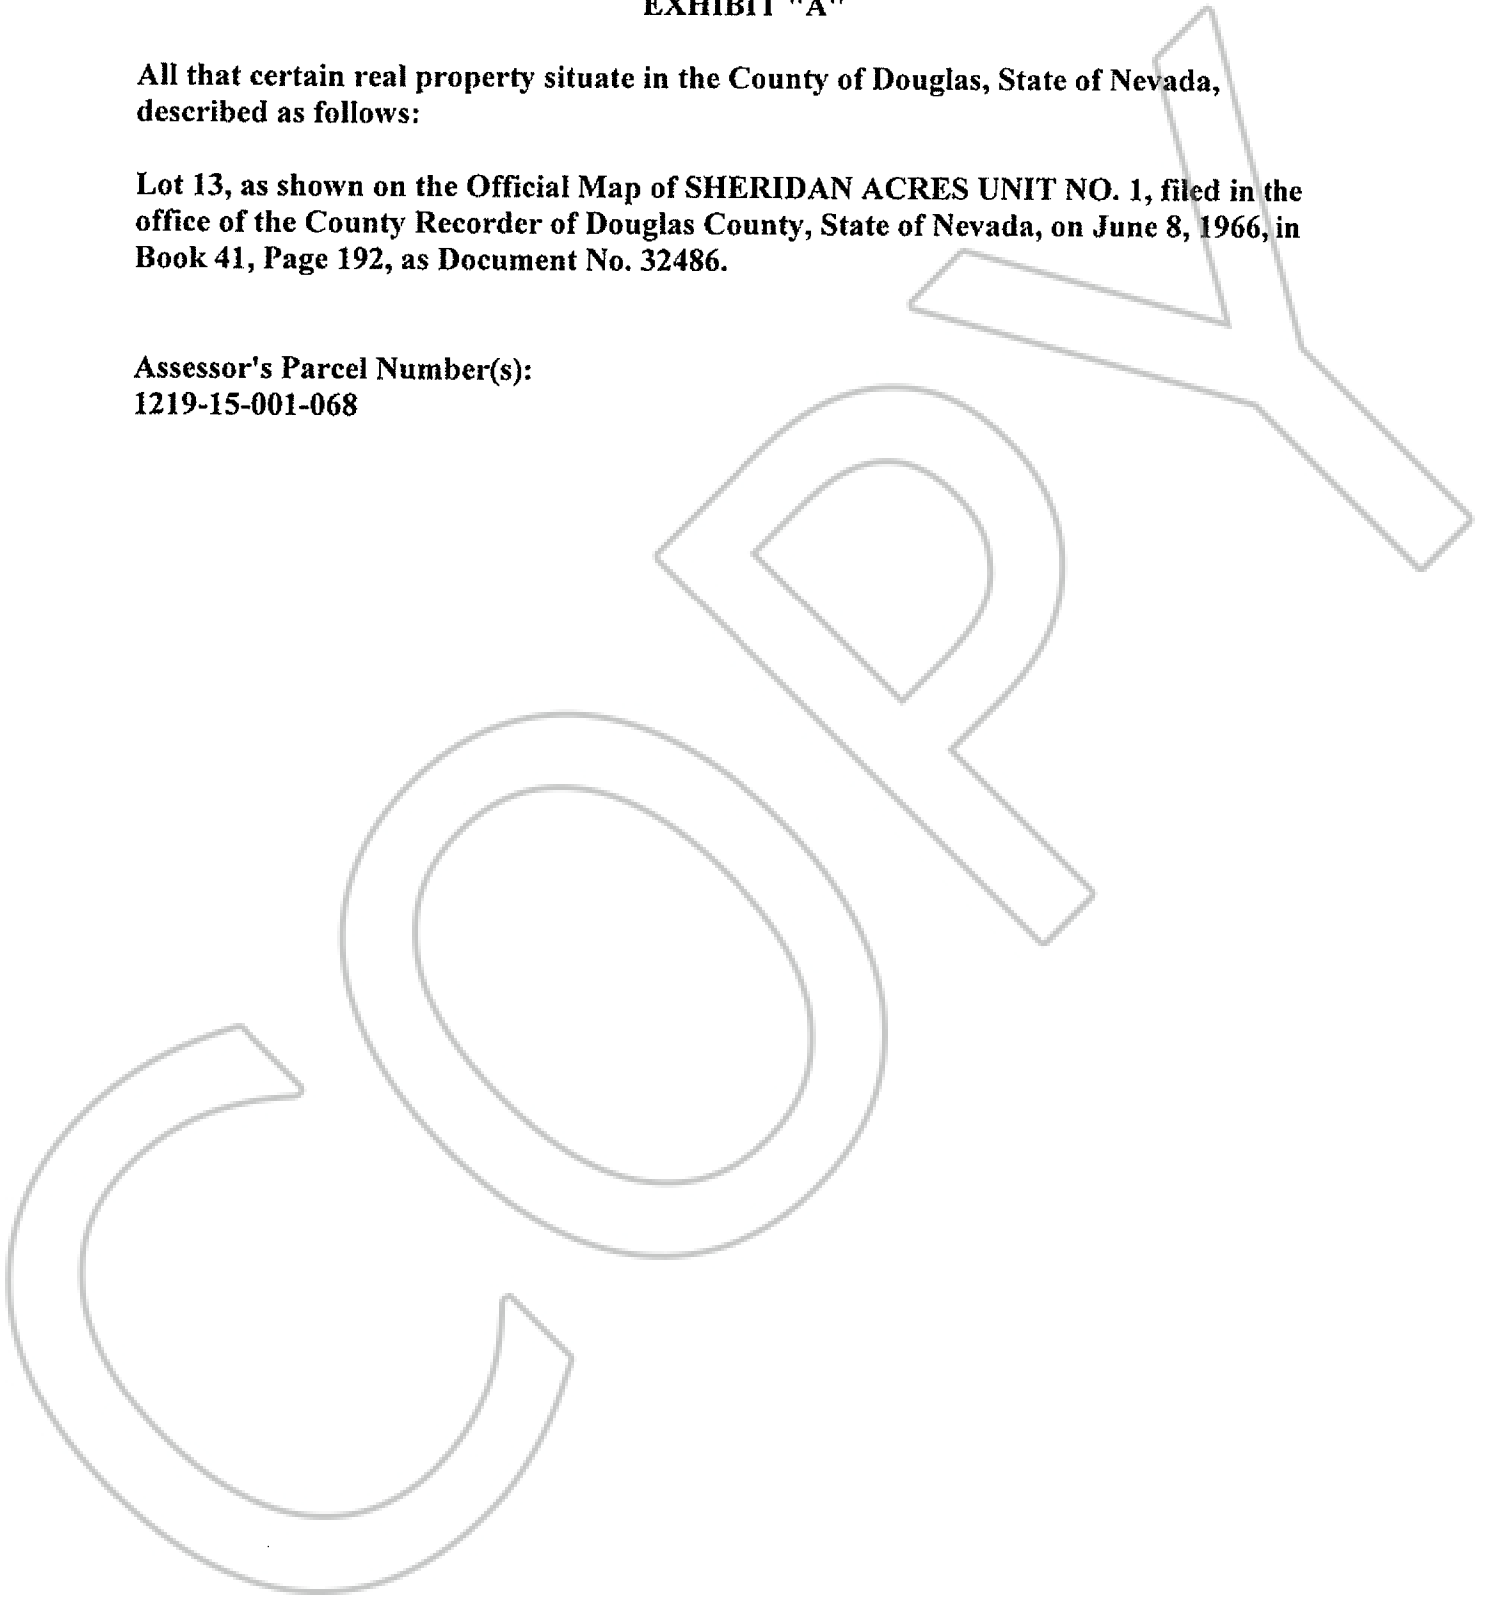 EXHIBIT "A"
All that certain real property situate in the County of Douglas, State of Nevada,
described as follows:
Lot 13, as shown on the Official Map of SHERIDAN ACRES UNIT NO. 1, filed in the
office of the County Recorder of Douglas County, State of Nevada, on June 8, 1966, in
Book 41, Page 192, as Document No. 32486.
Assessor's Parcel Number(s):
1219-15-001-068
COPY